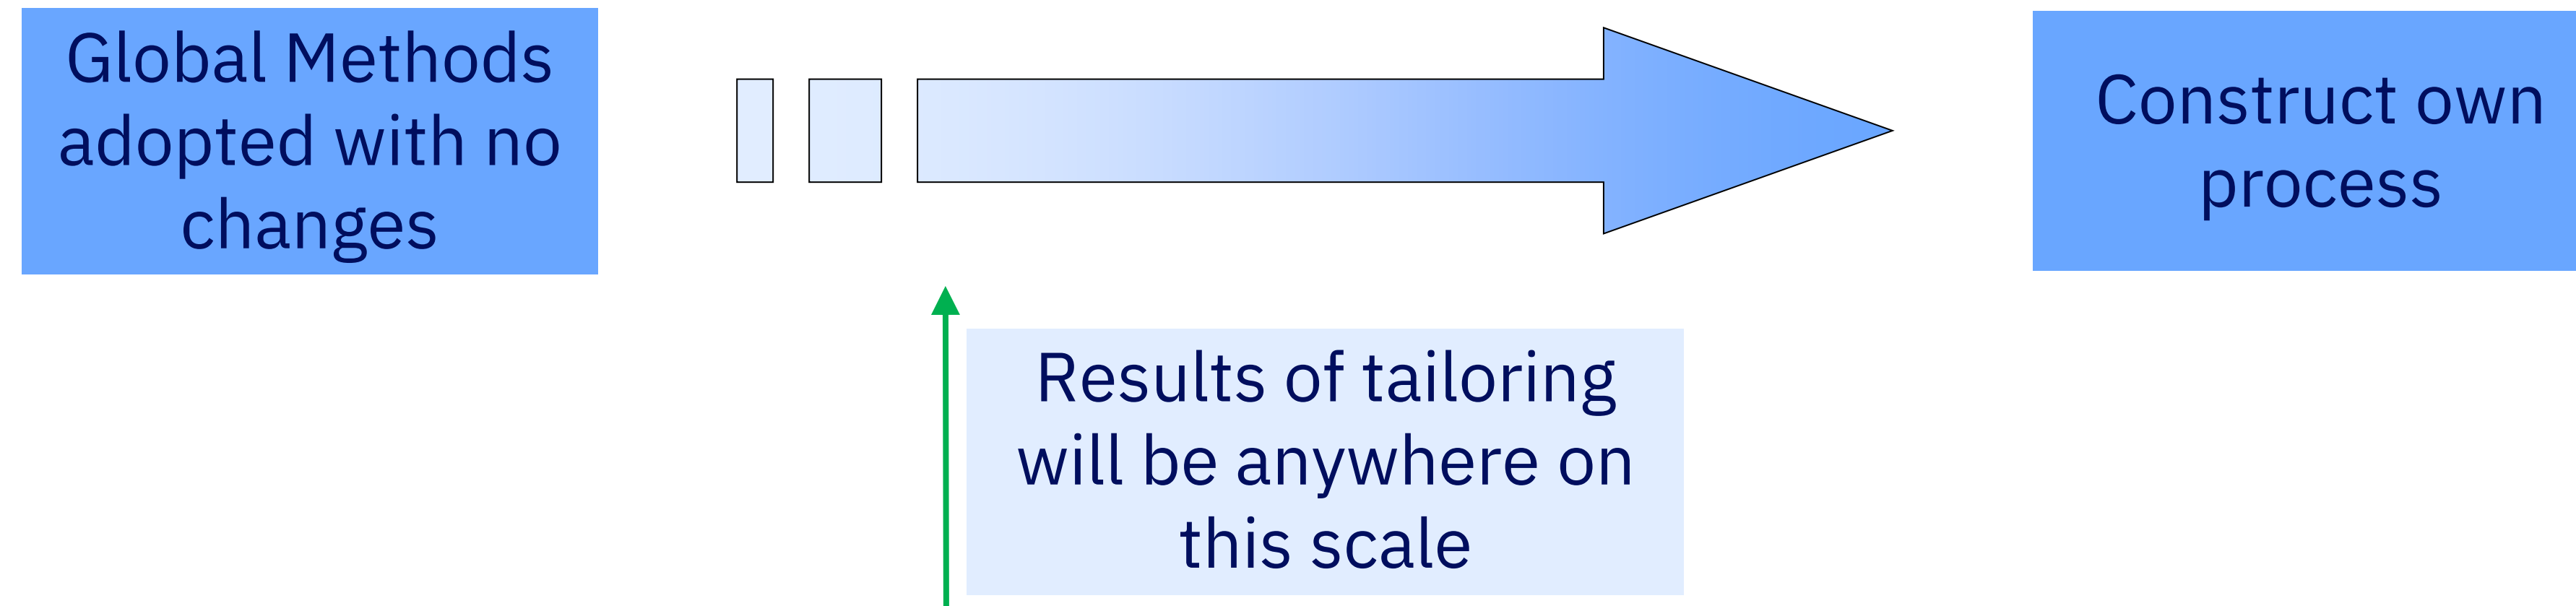 Global Methods
adopted with no
changes
Construct own
process
Results of tailoring
will be anywhere on
this scale